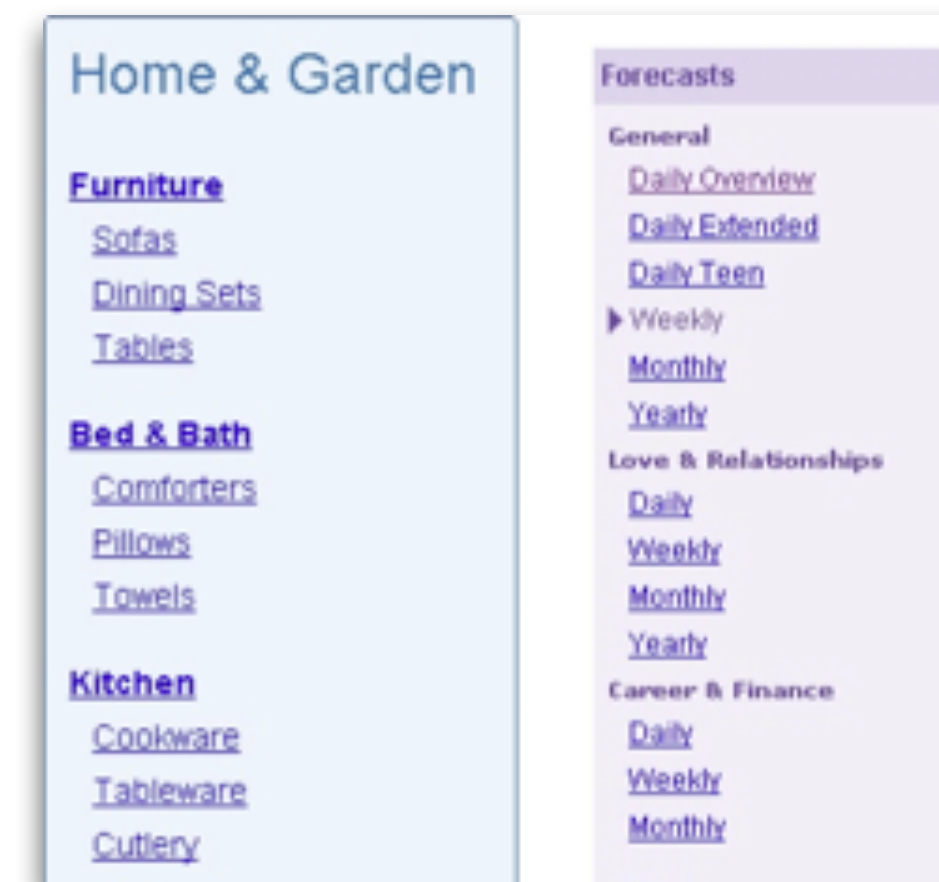 Home & Garden
Furniture
Sofas
Dining Sets
Tables
Bed & Bath
Comforters
Pillows
Towels
Kitchen
Cookware
Tableware
Cutlery
Forecasts
General
Daily Overview
Daily Extended
Daily Teen
Weekly
Monthly
Yearly
Love & Relationships
Daily
Weekly
Monthly
Yearly
Career & Finance
Daily
Weekly
Monthly